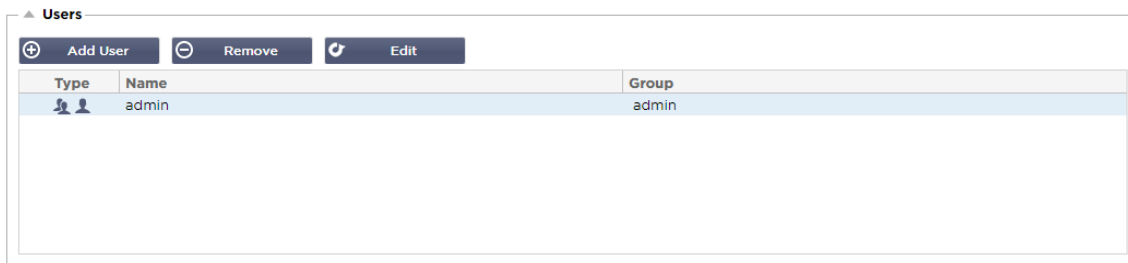 Users
Add User Remove Edit
Type Name Group
admin admin